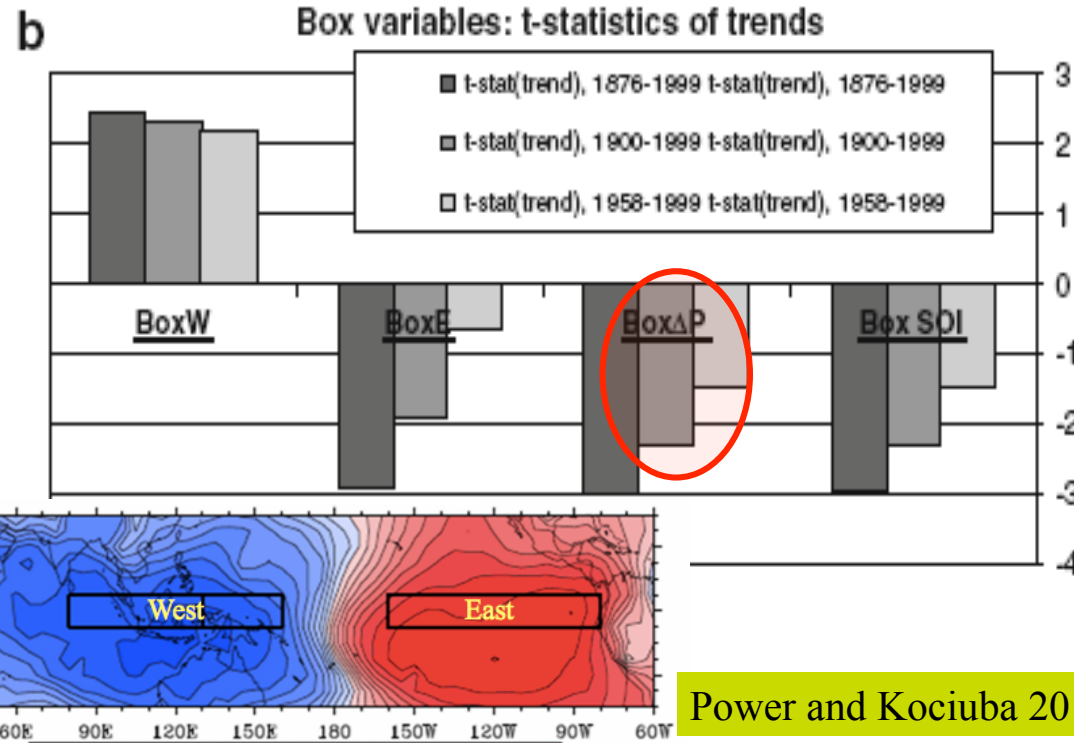 b
Box variables: t-statistics of trends
t-stat(trend), 1876-1999 t-stat(trend), 1876-1999
t-stat(trend), 1900-1999 t-stat(trend), 1900-1999
t-stat(trend), 1958-1999 t-stat(trend), 1958-1999
3
2
1
0
-1
-2
-3
-4
BoxW BoxE Box∆P Box SOI
West East
60E 90E 120E 150E 180 150W 120W 90W 60W
Power and Kociuba 20